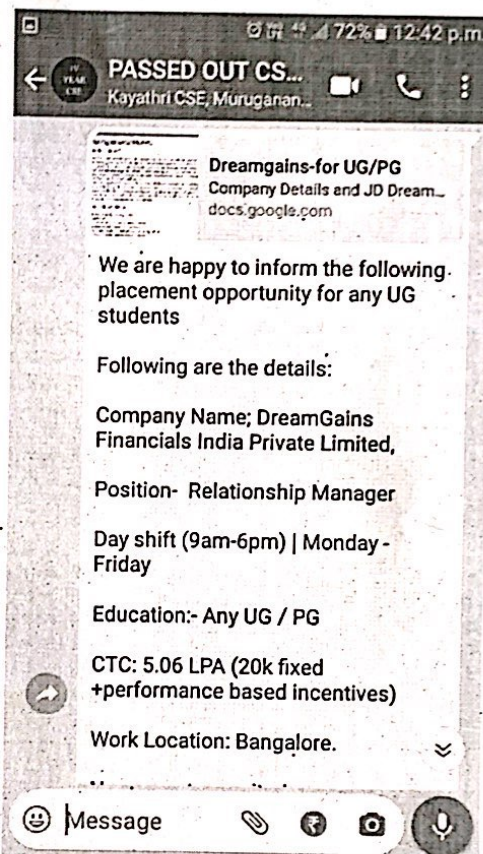 72% 12:42 p.m.
PASSED OUT CS...
IV YEAR CSE
Kayathri CSE, Muruganan...
Dreamgains-for UG/PG
Company Details and JD Dream...
docs.google.com
We are happy to inform the following
placement opportunity for any UG
students
Following are the details:
Company Name; DreamGains
Financials India Private Limited,
Position- Relationship Manager
Day shift (9am-6pm) | Monday -
Friday
Education:- Any UG / PG
CTC: 5.06 LPA (20k fixed
+performance based incentives)
Work Location: Bangalore.
Message